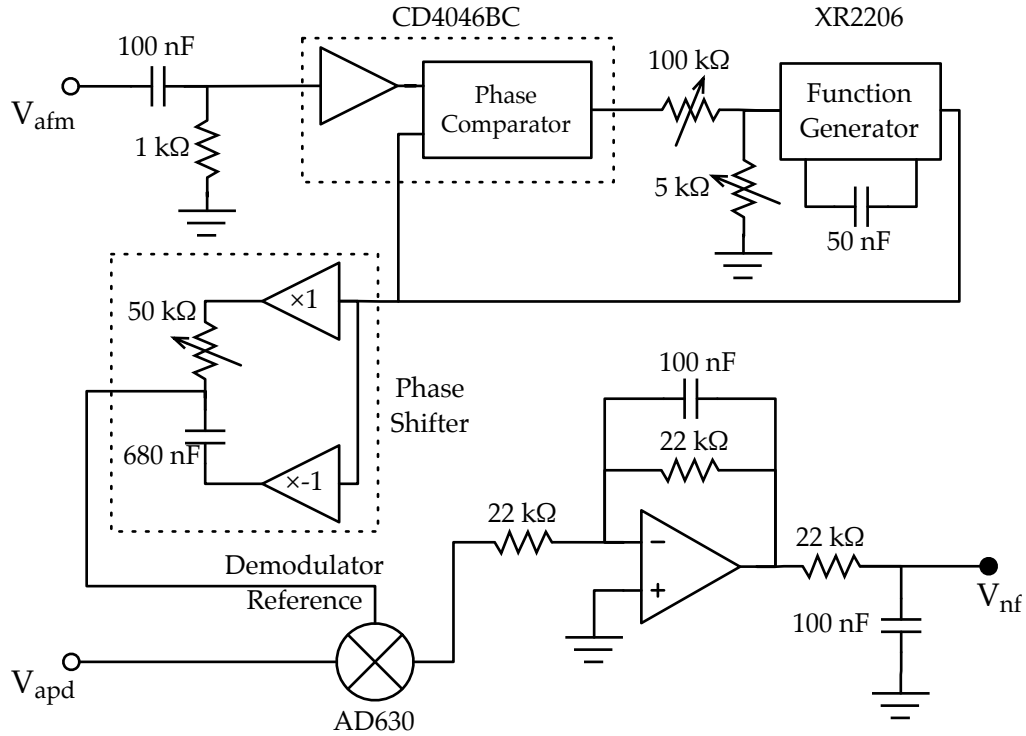 CD4046BC
XR2206
100 nF
100 kΩ
V_afm
Phase
Comparator
Function
Generator
1 kΩ
5 kΩ
50 nF
×1
50 kΩ
Phase
Shifter
100 nF
680 nF
22 kΩ
×-1
22 kΩ
−
22 kΩ
Demodulator
Reference
+
V_nf
100 nF
V_apd
AD630